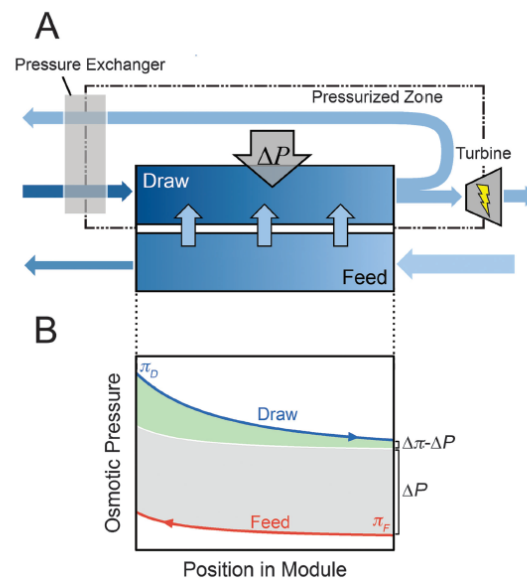 A
Pressure Exchanger
Pressurized Zone
Turbine
ΔP
Draw
Feed
B
Osmotic Pressure
π_D
Draw
Δπ-ΔP
ΔP
Feed
π_F
Position in Module